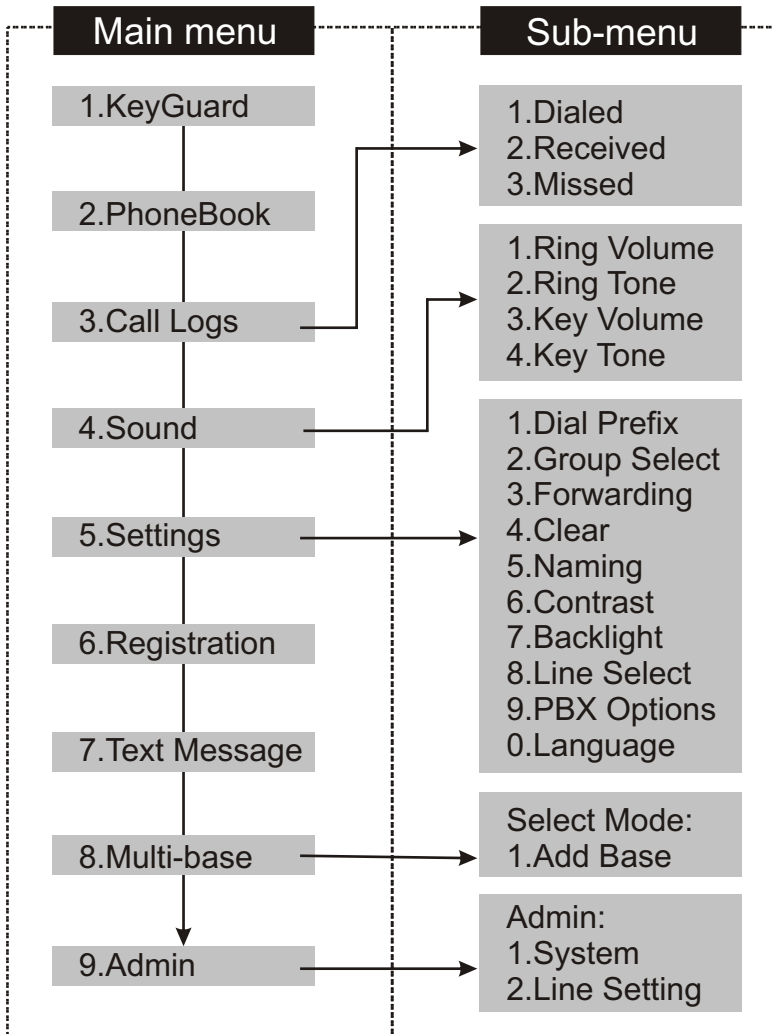 Main menu
1.KeyGuard
2.PhoneBook
3.Call Logs
4.Sound
5.Settings
6.Registration
7.Text Message
8.Multi-base
9.Admin
Sub-menu
1.Dialed
2.Received
3.Missed
1.Ring Volume
2.Ring Tone
3.Key Volume
4.Key Tone
1.Dial Prefix
2.Group Select
3.Forwarding
4.Clear
5.Naming
6.Contrast
7.Backlight
8.Line Select
9.PBX Options
0.Language
Select Mode:
1.Add Base
Admin:
1.System
2.Line Setting